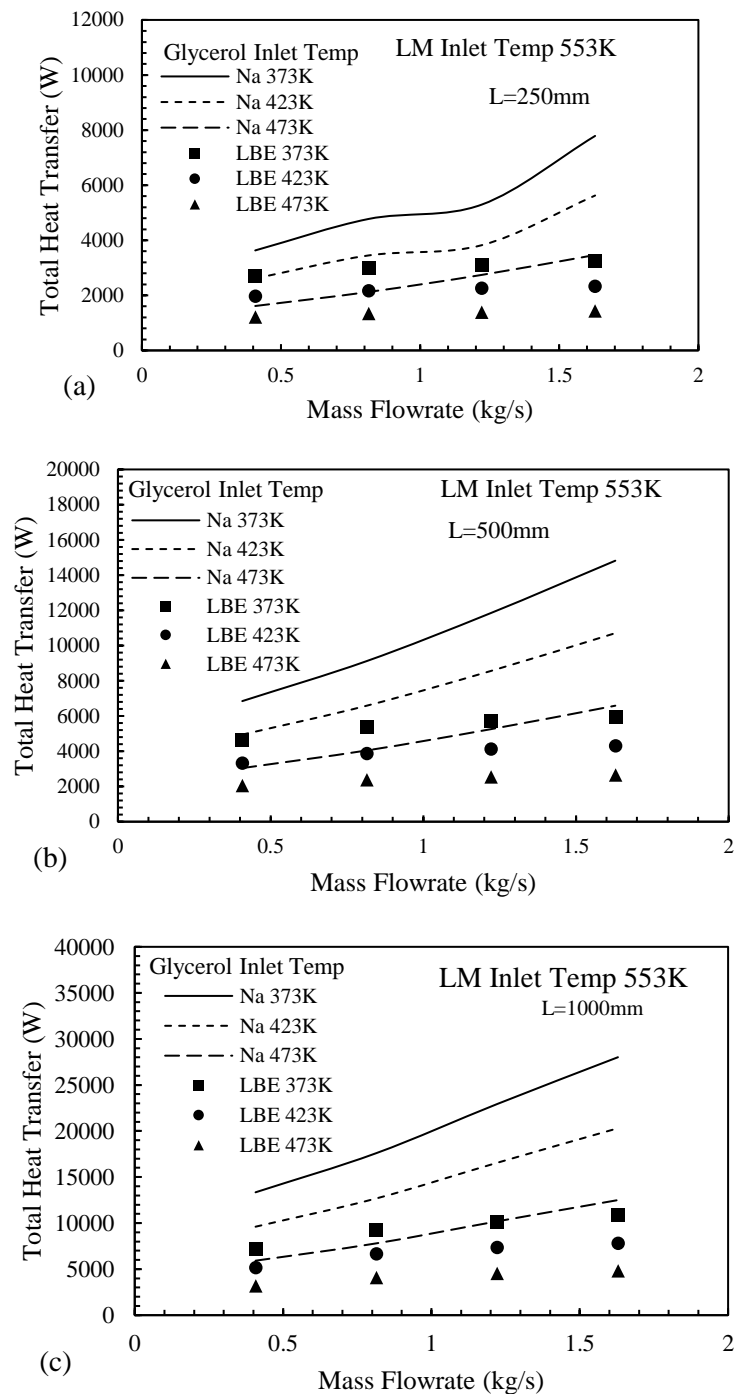 12000
10000
8000
6000
4000
2000
0
Total Heat Transfer (W)
Glycerol Inlet Temp
Na 373K
Na 423K
Na 473K
LBE 373K
LBE 423K
LBE 473K
LM Inlet Temp 553K
L=250mm
0 0.5 1 1.5 2
(a)
Mass Flowrate (kg/s)
20000
18000
16000
14000
12000
10000
8000
6000
4000
2000
0
Total Heat Transfer (W)
Glycerol Inlet Temp
Na 373K
Na 423K
Na 473K
LBE 373K
LBE 423K
LBE 473K
LM Inlet Temp 553K
L=500mm
0 0.5 1 1.5 2
(b)
Mass Flowrate (kg/s)
40000
35000
30000
25000
20000
15000
10000
5000
0
Total Heat Transfer (W)
Glycerol Inlet Temp
Na 373K
Na 423K
Na 473K
LBE 373K
LBE 423K
LBE 473K
LM Inlet Temp 553K
L=1000mm
0 0.5 1 1.5 2
(c)
Mass Flowrate (kg/s)